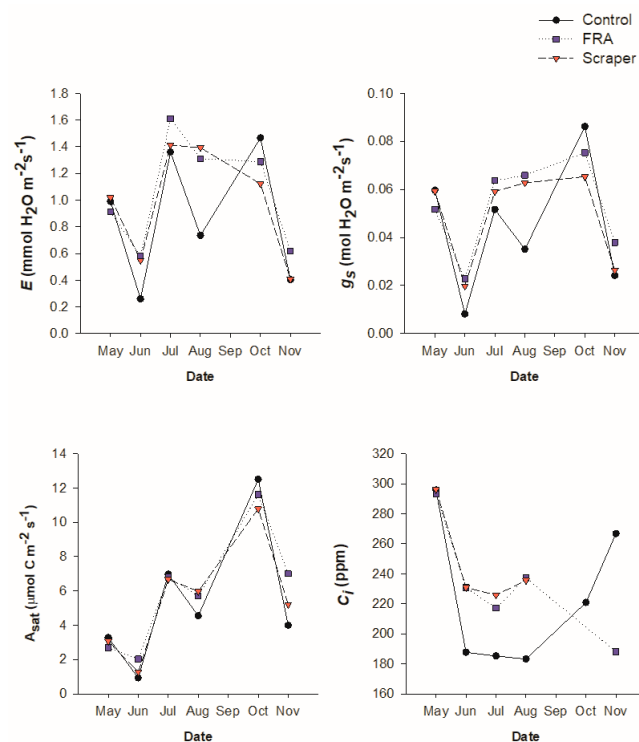 Control
FRA
Scraper
1.8
1.6
1.4
1.2
1.0
0.8
0.6
0.4
0.2
0.0
E (mmol H₂O m⁻²s⁻¹)
May Jun Jul Aug Sep Oct Nov
Date
0.10
0.08
0.06
0.04
0.02
0.00
gₛ (mol H₂O m⁻²s⁻¹)
May Jun Jul Aug Sep Oct Nov
Date
14
12
10
8
6
4
2
0
Aₛₐₜ (μmol C m⁻² s⁻¹)
May Jun Jul Aug Sep Oct Nov
Date
320
300
280
260
240
220
200
180
160
Cᵢ (ppm)
May Jun Jul Aug Sep Oct Nov
Date